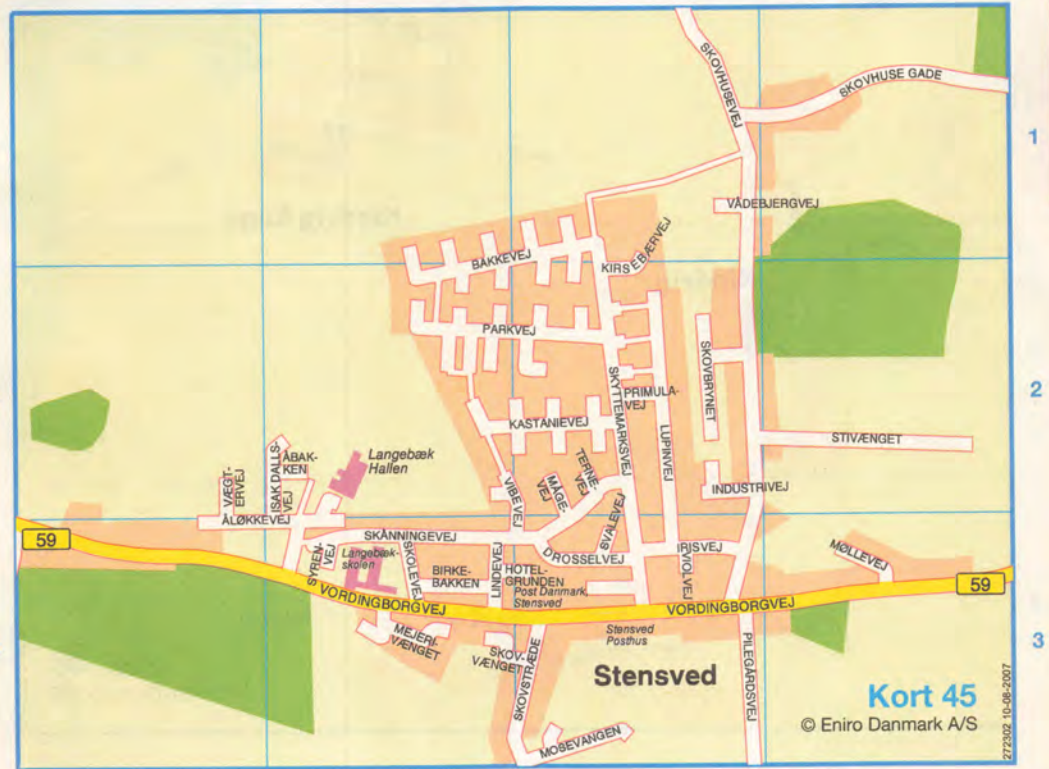 SKOVHUSEVEJ
SKOVHUSE GADE
1
VÅDEBJERGVEJ
BAKKEVEJ
KIRSEBÆRVEJ
PARKVEJ
SKOVBRYNET
SKYTTEMARKSVEJ
PRIMULA-
VEJ
2
KASTANIEVEJ
LUPINVEJ
STIVÆNGET
Langebæk
Hallen
ÅBAK-
KEN
ISAK DALLS-
VEJ
VÆGT-
ERVEJ
TERNE-
VEJ
MÅGE-
VEJ
VIBEVEJ
INDUSTRIVEJ
ÅLØKKEVEJ
59
SKÅNNINGEVEJ
SVALEVEJ
DROSSELVEJ
IRISVEJ
VIOLVEJ
MØLLEVEJ
SYREN-
VEJ
Langebæk-
skolen
SKOLEVEJ
BIRKE-
BAKKEN
LINDEVEJ
HOTEL-
GRUNDEN
Post Danmark
Stensved
59
VORDINGBORGVEJ
VORDINGBORGVEJ
MEJERI-
VÆNGET
SKOV-
VÆNGET
SKOVSTRÆDE
Stensved
Posthus
PILEGÅRDSVEJ
3
Stensved
MOSEVANGEN
Kort 45
© Eniro Danmark A/S
272302 10-08-2007